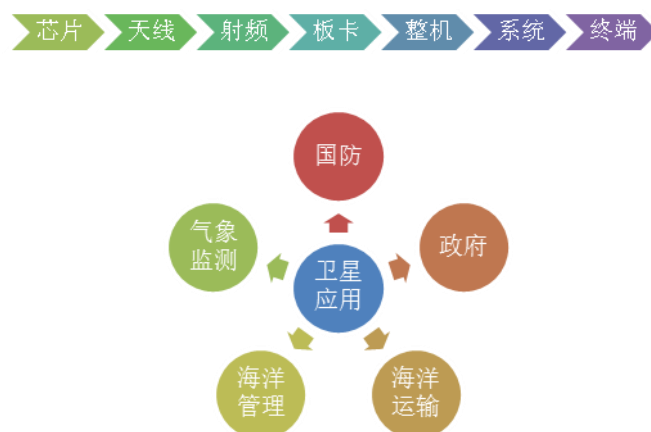 芯片 天线 射频 板卡 整机 系统 终端
国防
气象
监测
政府
卫星
应用
海洋
管理
海洋
运输